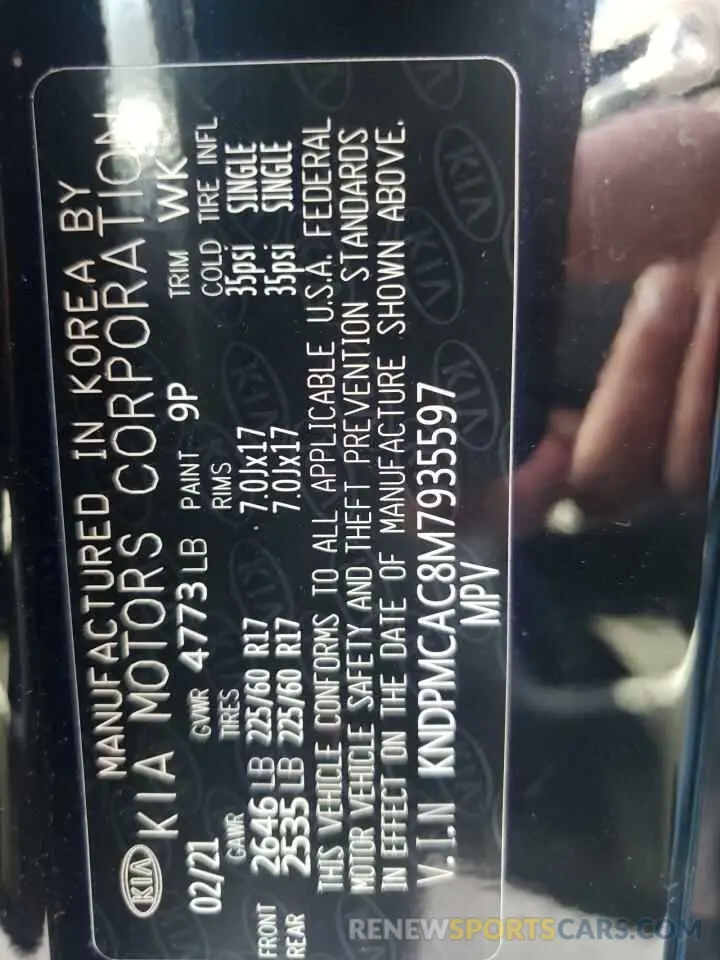 MANUFACTURED IN KOREA BY
KIA KIA MOTORS CORPORATION
02/21 GVWR 4773 LB PAINT 9P TRIM WK
GAWR TIRES RIMS COLD TIRE INFL
FRONT 2646 LB 225/60 R17 7.0Jx17 35psi SINGLE
REAR 2535 LB 225/60 R17 7.0Jx17 35psi SINGLE
THIS VEHICLE CONFORMS TO ALL APPLICABLE U.S.A. FEDERAL
MOTOR VEHICLE SAFETY AND THEFT PREVENTION STANDARDS
IN EFFECT ON THE DATE OF MANUFACTURE SHOWN ABOVE.
V.I.N KNDPMCAC8M7935597
MPV
RENEWSPORTSCARS.COM